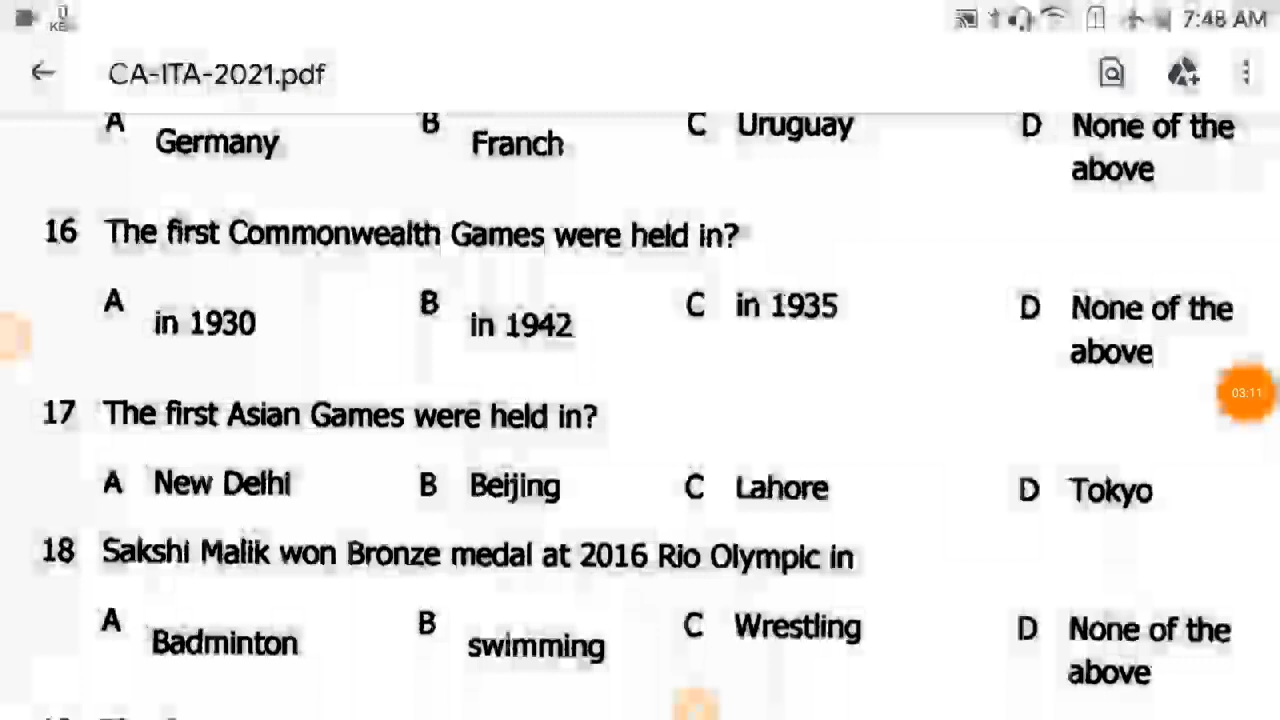 KB
7:48 AM
CA-ITA-2021.pdf
A Germany B Franch C Uruguay D None of the
above
16 The first Commonwealth Games were held in?
A in 1930 B in 1942 C in 1935 D None of the
above
17 The first Asian Games were held in?
A New Delhi B Beijing C Lahore D Tokyo
18 Sakshi Malik won Bronze medal at 2016 Rio Olympic in
A Badminton B swimming C Wrestling D None of the
above
03:11